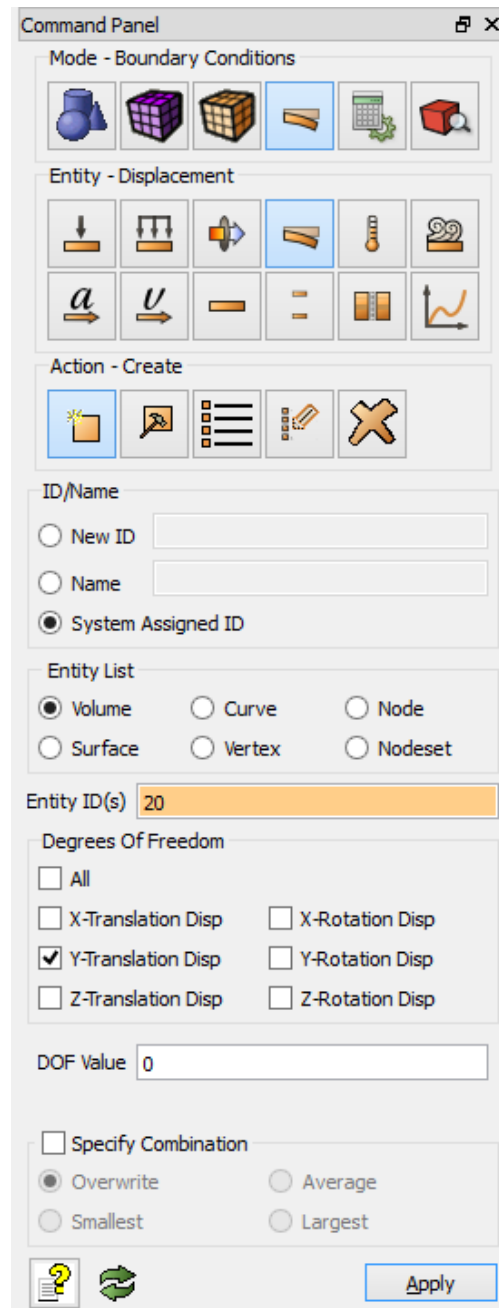 Command Panel
Mode - Boundary Conditions
Entity - Displacement
a
v
Action - Create
ID/Name
New ID
Name
System Assigned ID
Entity List
Volume Curve Node
Surface Vertex Nodeset
Entity ID(s) 20
Degrees Of Freedom
All
X-Translation Disp X-Rotation Disp
Y-Translation Disp Y-Rotation Disp
Z-Translation Disp Z-Rotation Disp
DOF Value 0
Specify Combination
Overwrite Average
Smallest Largest
? Apply